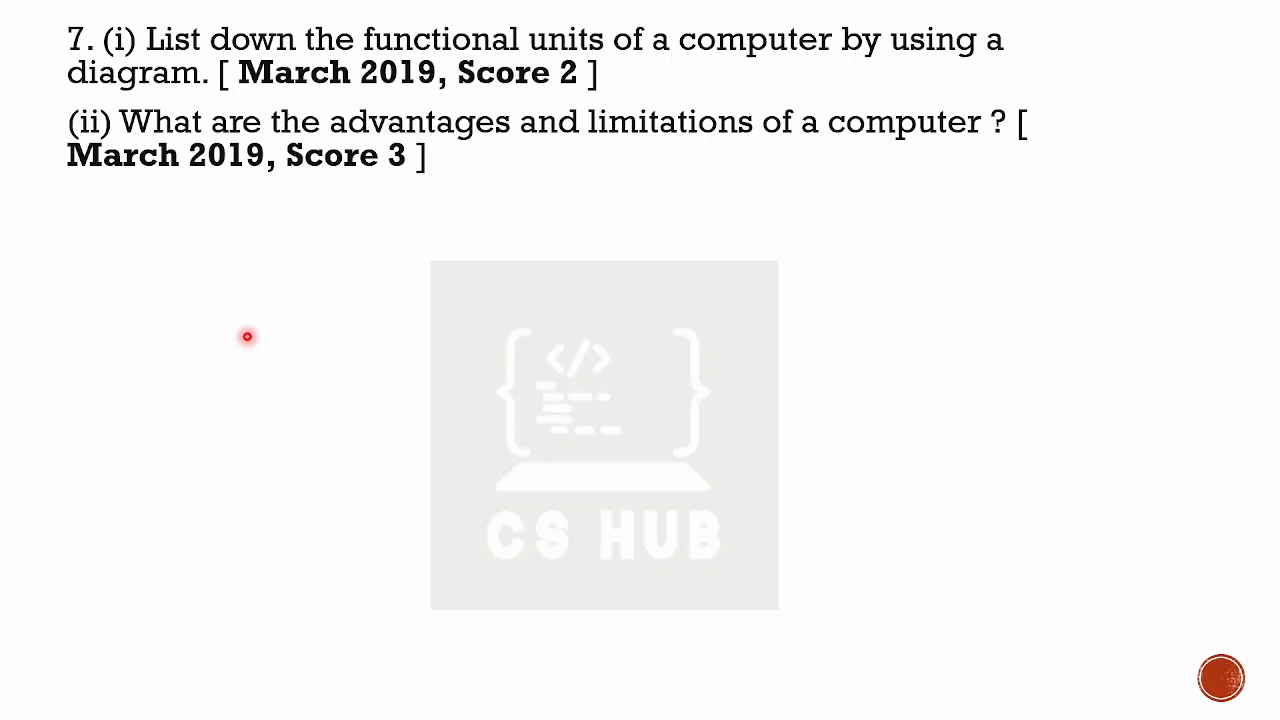 7. (i) List down the functional units of a computer by using a
diagram. [ March 2019, Score 2 ]
(ii) What are the advantages and limitations of a computer ? [
March 2019, Score 3 ]
{ </> }
CS HUB